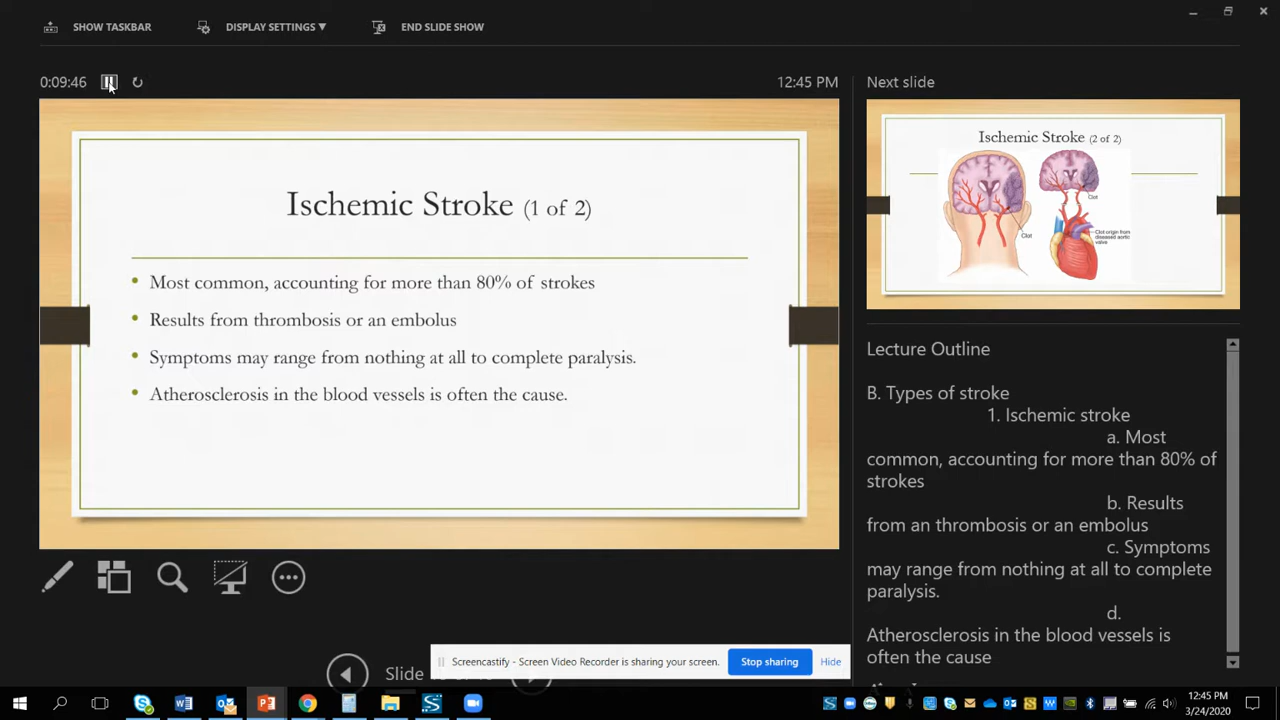 SHOW TASKBAR
DISPLAY SETTINGS ▼
END SLIDE SHOW
0:09:46
12:45 PM
Next slide
Ischemic Stroke (1 of 2)
Most common, accounting for more than 80% of strokes
Results from thrombosis or an embolus
Symptoms may range from nothing at all to complete paralysis.
Atherosclerosis in the blood vessels is often the cause.
Ischemic Stroke (2 of 2)
Clot
Clot
Clot origin from
diseased aortic
valve
Lecture Outline
B. Types of stroke
1. Ischemic stroke
a. Most
common, accounting for more than 80% of
strokes
b. Results
from an thrombosis or an embolus
c. Symptoms
may range from nothing at all to complete
paralysis.
d.
Atherosclerosis in the blood vessels is
often the cause
Slide
Screencastify - Screen Video Recorder is sharing your screen.
Stop sharing
Hide
12:45 PM
3/24/2020